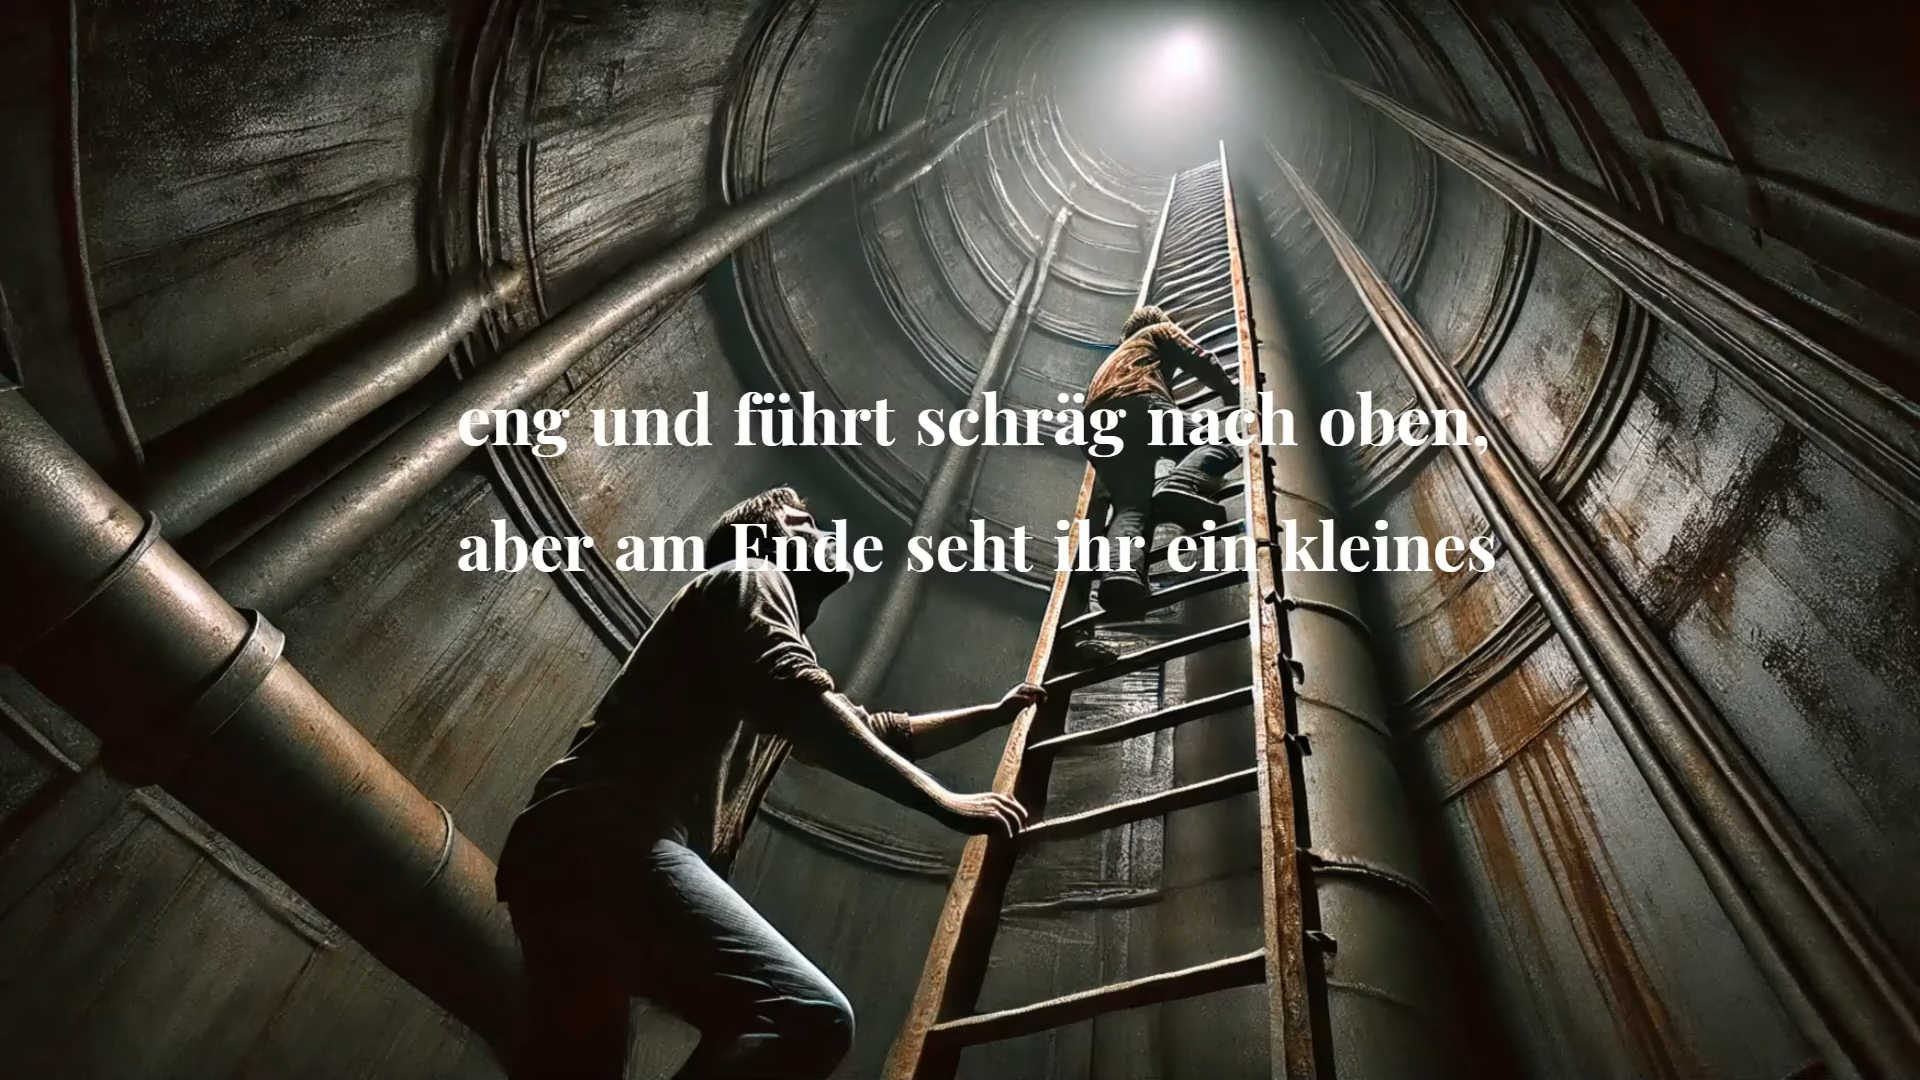 eng und führt schräg nach oben,
aber am Ende seht ihr ein kleines